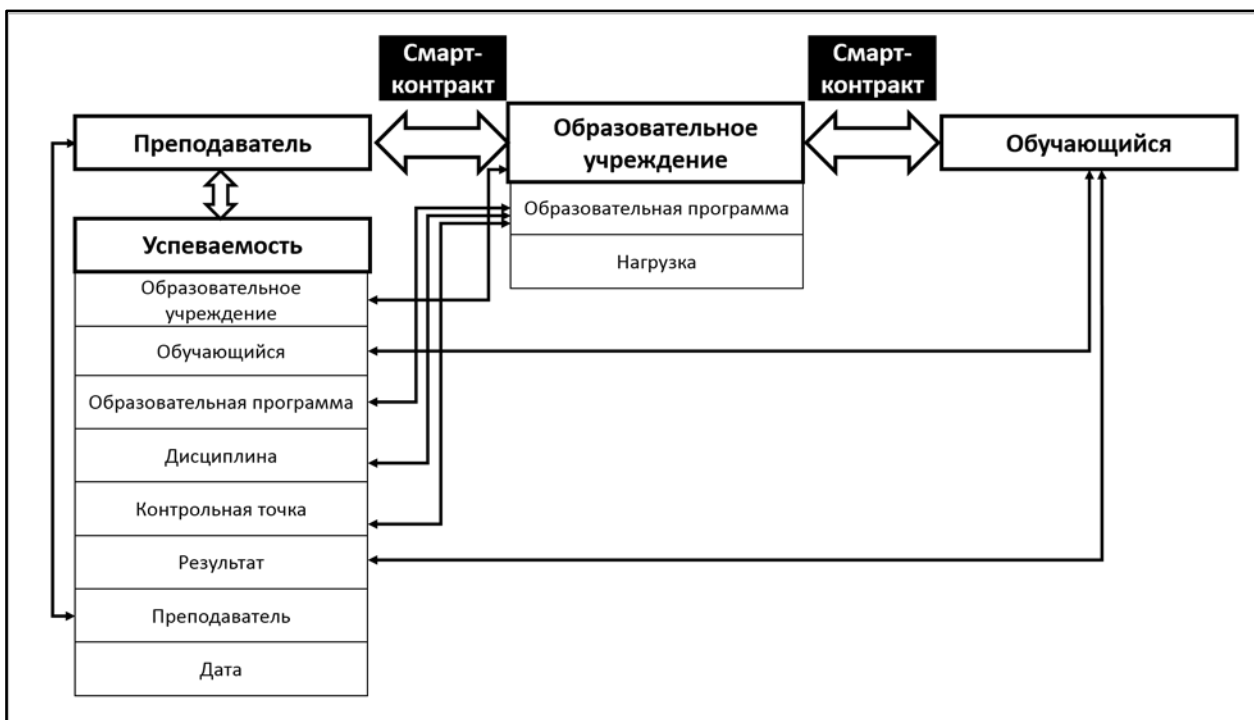 Смарт-
контракт
Смарт-
контракт
Преподаватель
Образовательное
учреждение
Обучающийся
Образовательная программа
Нагрузка
Успеваемость
Образовательное
учреждение
Обучающийся
Образовательная программа
Дисциплина
Контрольная точка
Результат
Преподаватель
Дата